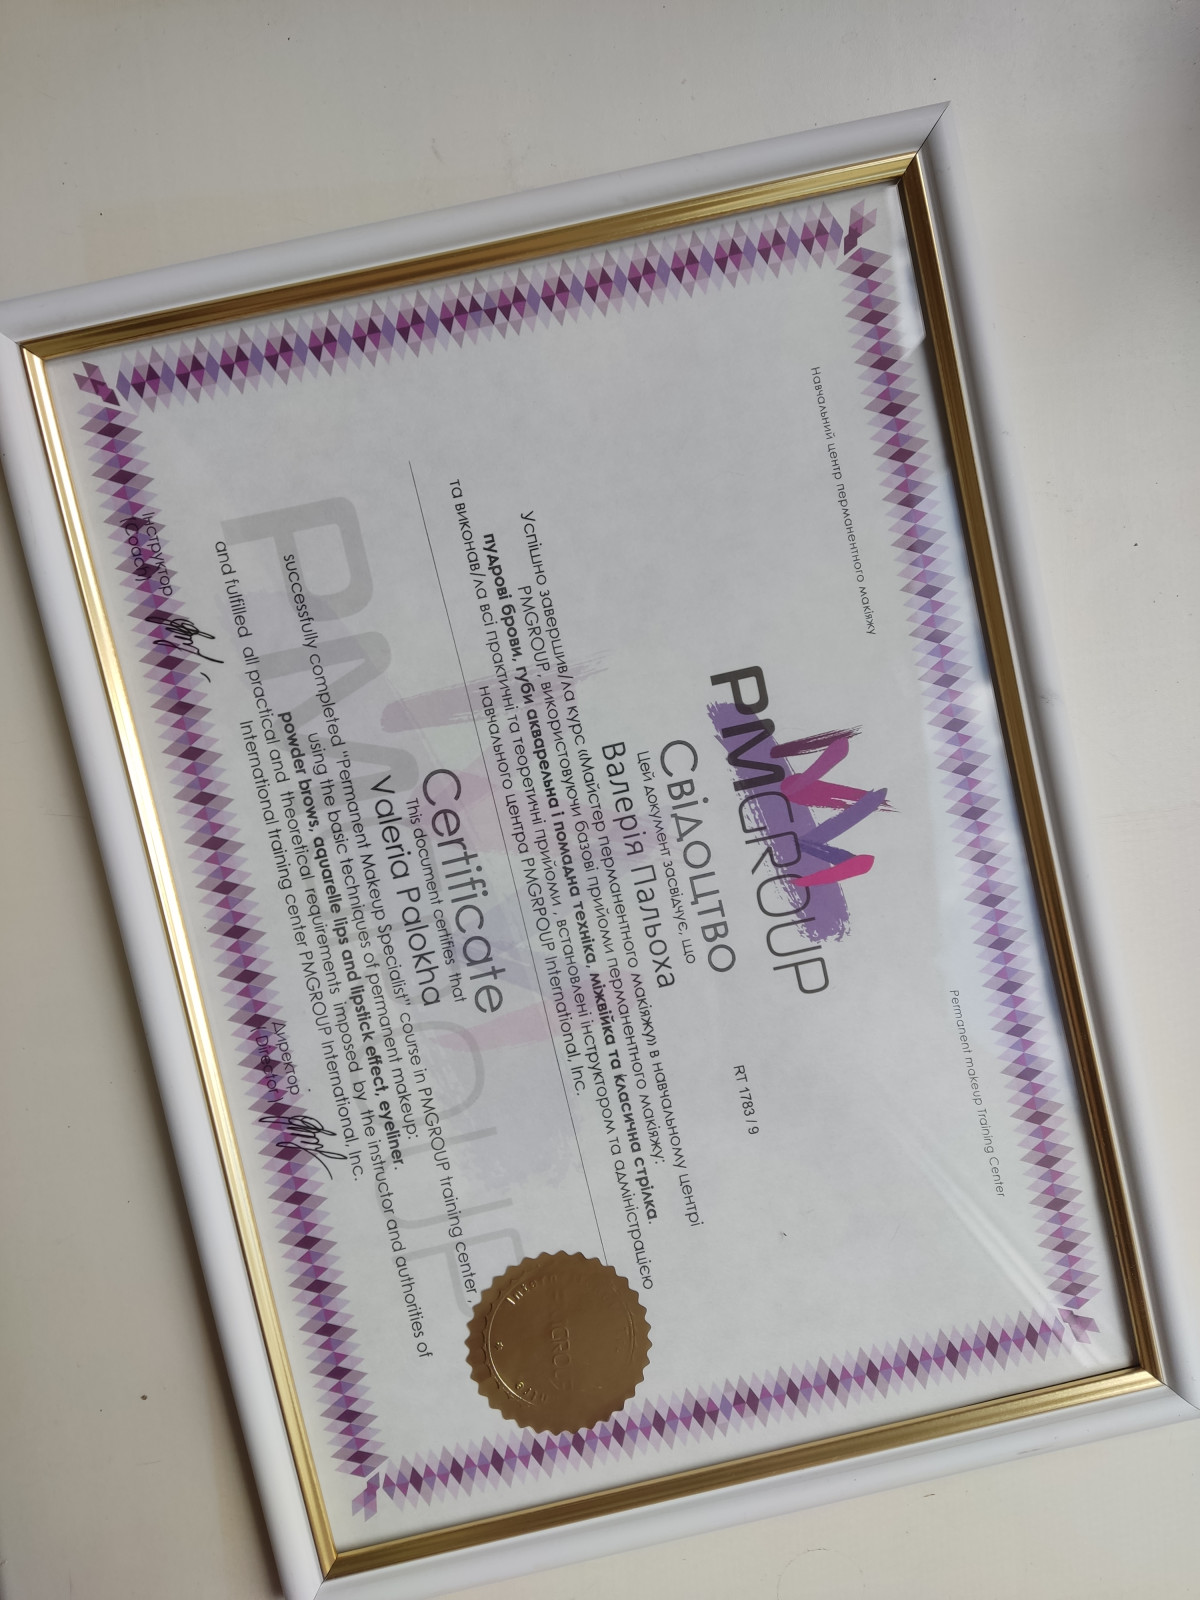 Навчальний центр перманентного макіяжу
Permanent makeup Training Center
PMGROUP
RT 1783 / 9
Свідоцтво
Цей документ засвідчує, що
Валерія Пальоха
Успішно завершив/ла курс «Майстер перманентного макіяжу» в навчальному центрі
PMGROUP, використовуючи базові прийоми перманентного макіяжу:
пудрові брови, губи акварельна і помадна техніка, міжвійка та класична стрілка.
та виконав/ла всі практичні та теоретичні прийоми , встановлені інструктором та адміністрацією
навчального центра PMGRPOUP International, Inc.
Certificate
This document certifies that
Valeria Palokha
successfully completed "Permanent Makeup Specialist" course in PMGROUP training center ,
using the basic techniques of permanent makeup:
powder brows, aquarelle lips and lipstick effect, eyeliner.
and fulfilled all practical and theoretical requirements imposed by the instructor and authorities of
International training center PMGROUP International, Inc.
Інструктор
(Coach)
Директор
(Director)
PMGROUP